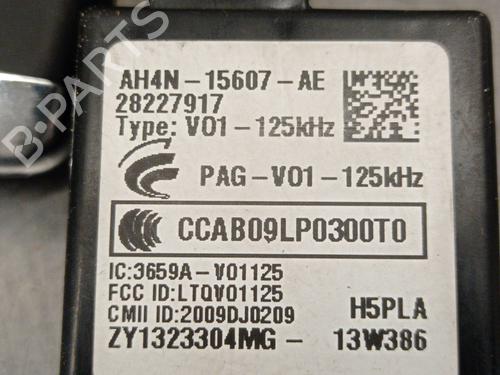 AH4N-15607-AE
28227917
Type: V01-125kHz
PAG-V01-125kHz
CCAB09LP0300T0
IC:3659A-V01125
FCC ID:LTQV01125
CMII ID:2009DJ0209
H5PLA
ZY1323304MG- 13W386
B-PARTS